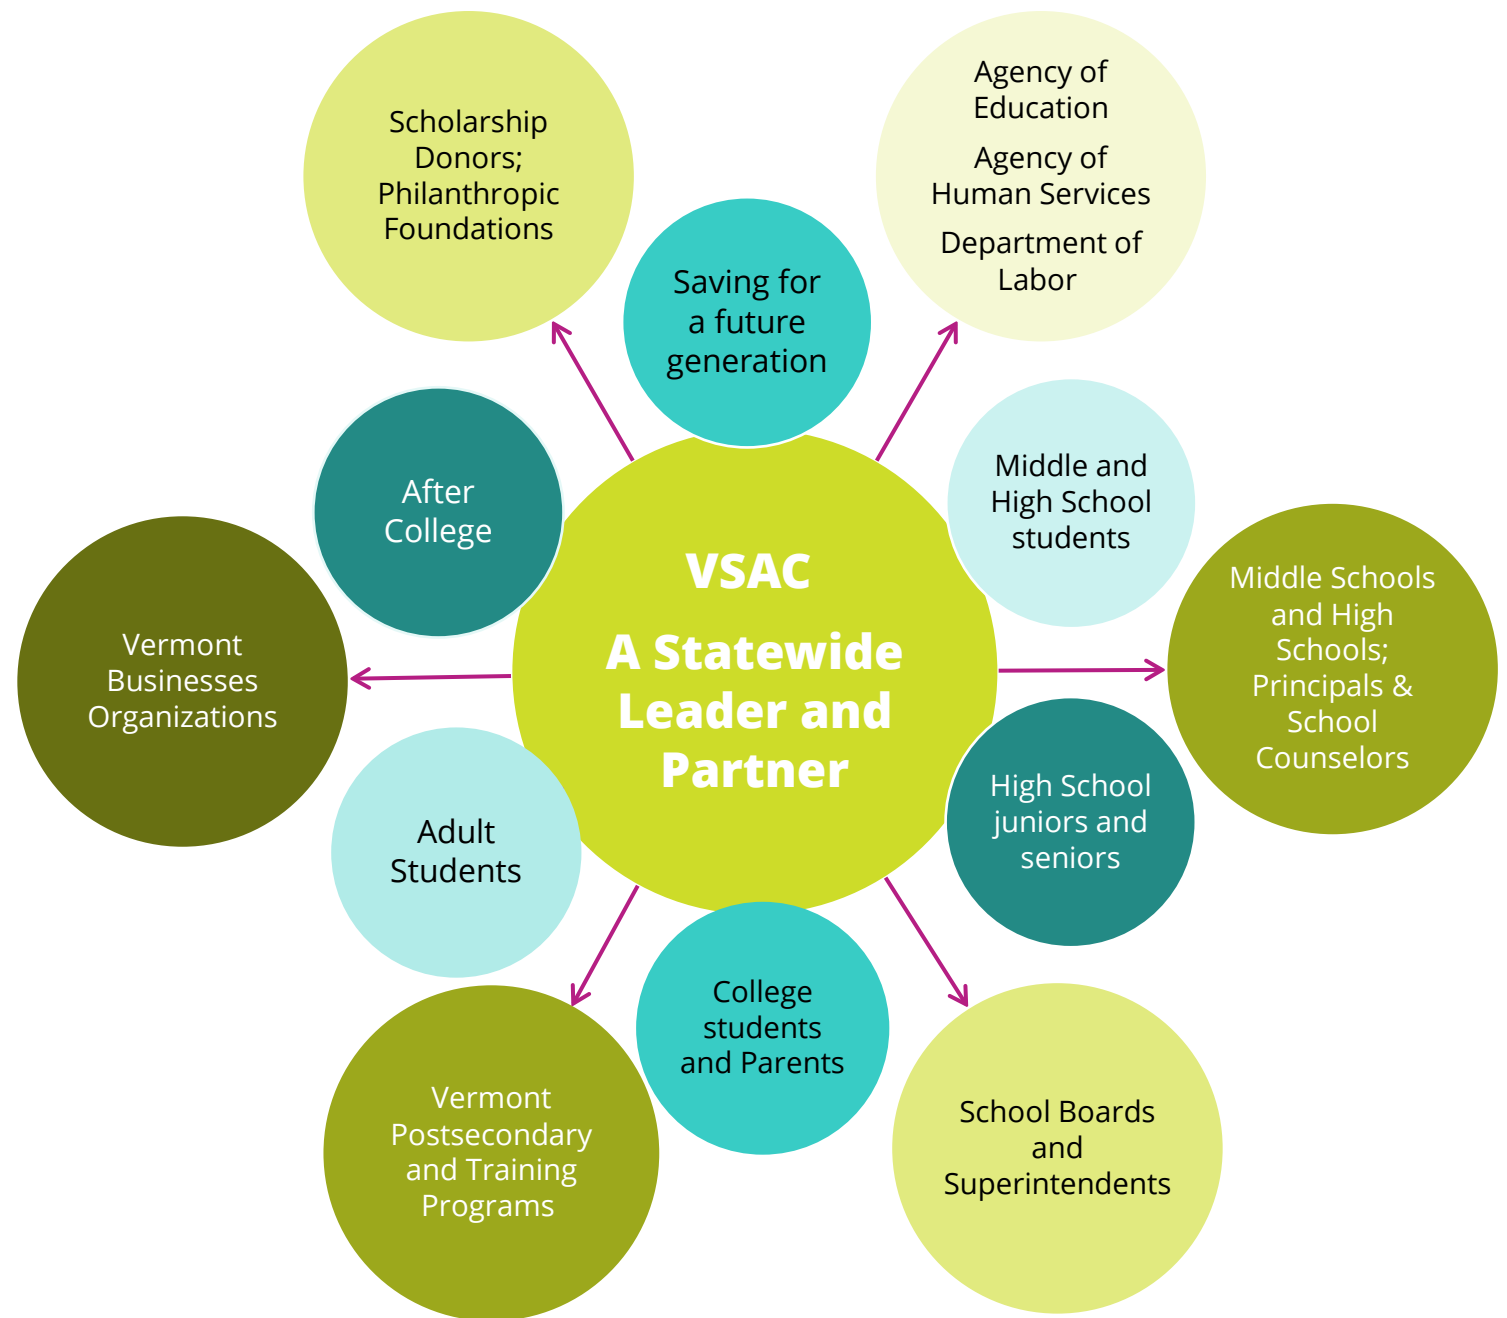 Scholarship
Donors;
Philanthropic
Foundations
Agency of
Education
Agency of
Human Services
Department of
Labor
Saving for
a future
generation
After
College
Middle and
High School
students
VSAC
A Statewide
Leader and
Partner
Vermont
Businesses
Organizations
Middle Schools
and High
Schools;
Principals &
School
Counselors
Adult
Students
High School
juniors and
seniors
College
students
and Parents
Vermont
Postsecondary
and Training
Programs
School Boards
and
Superintendents